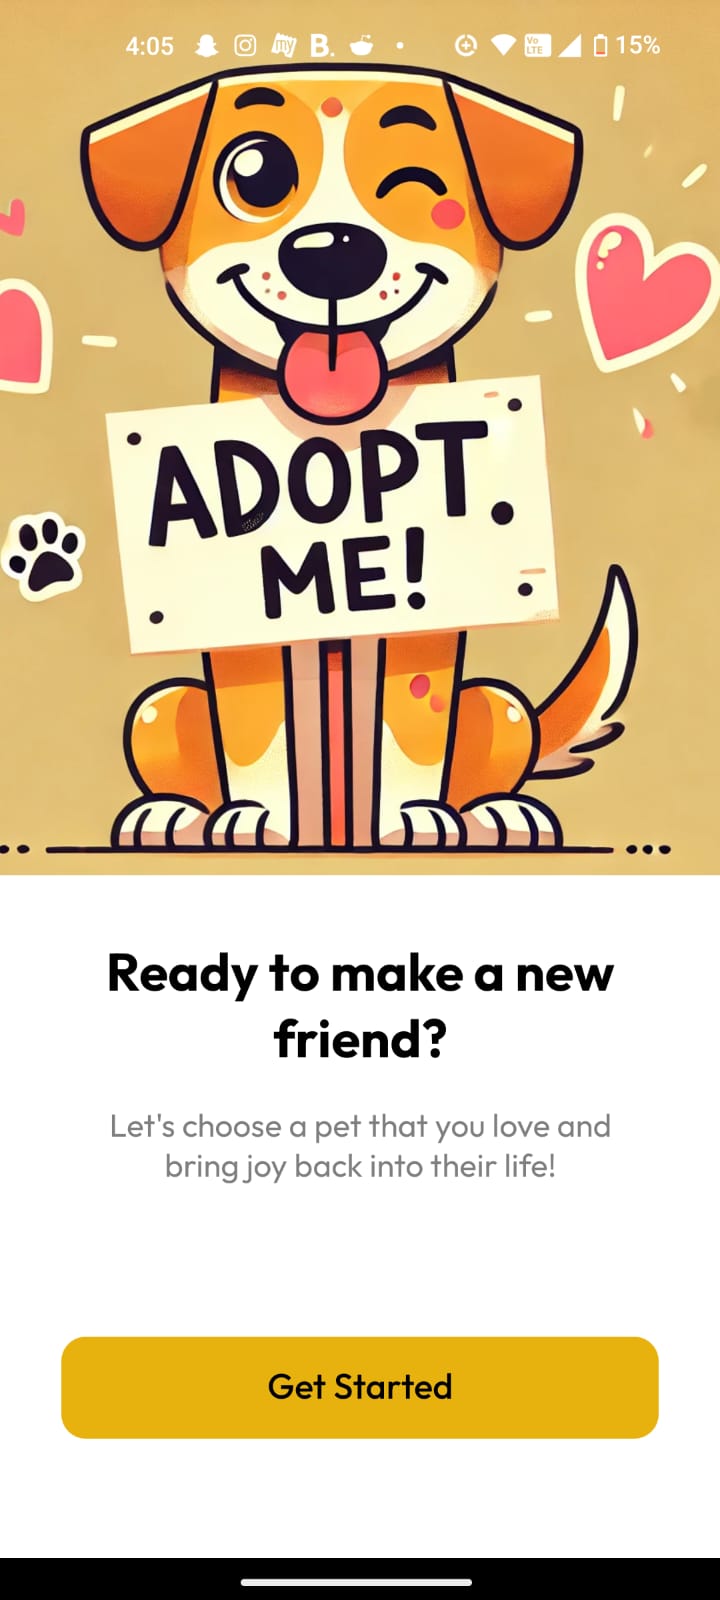 4:05 my B. Vo LTE 15%
ADOPT.
ME!
Ready to make a new
friend?
Let's choose a pet that you love and
bring joy back into their life!
Get Started